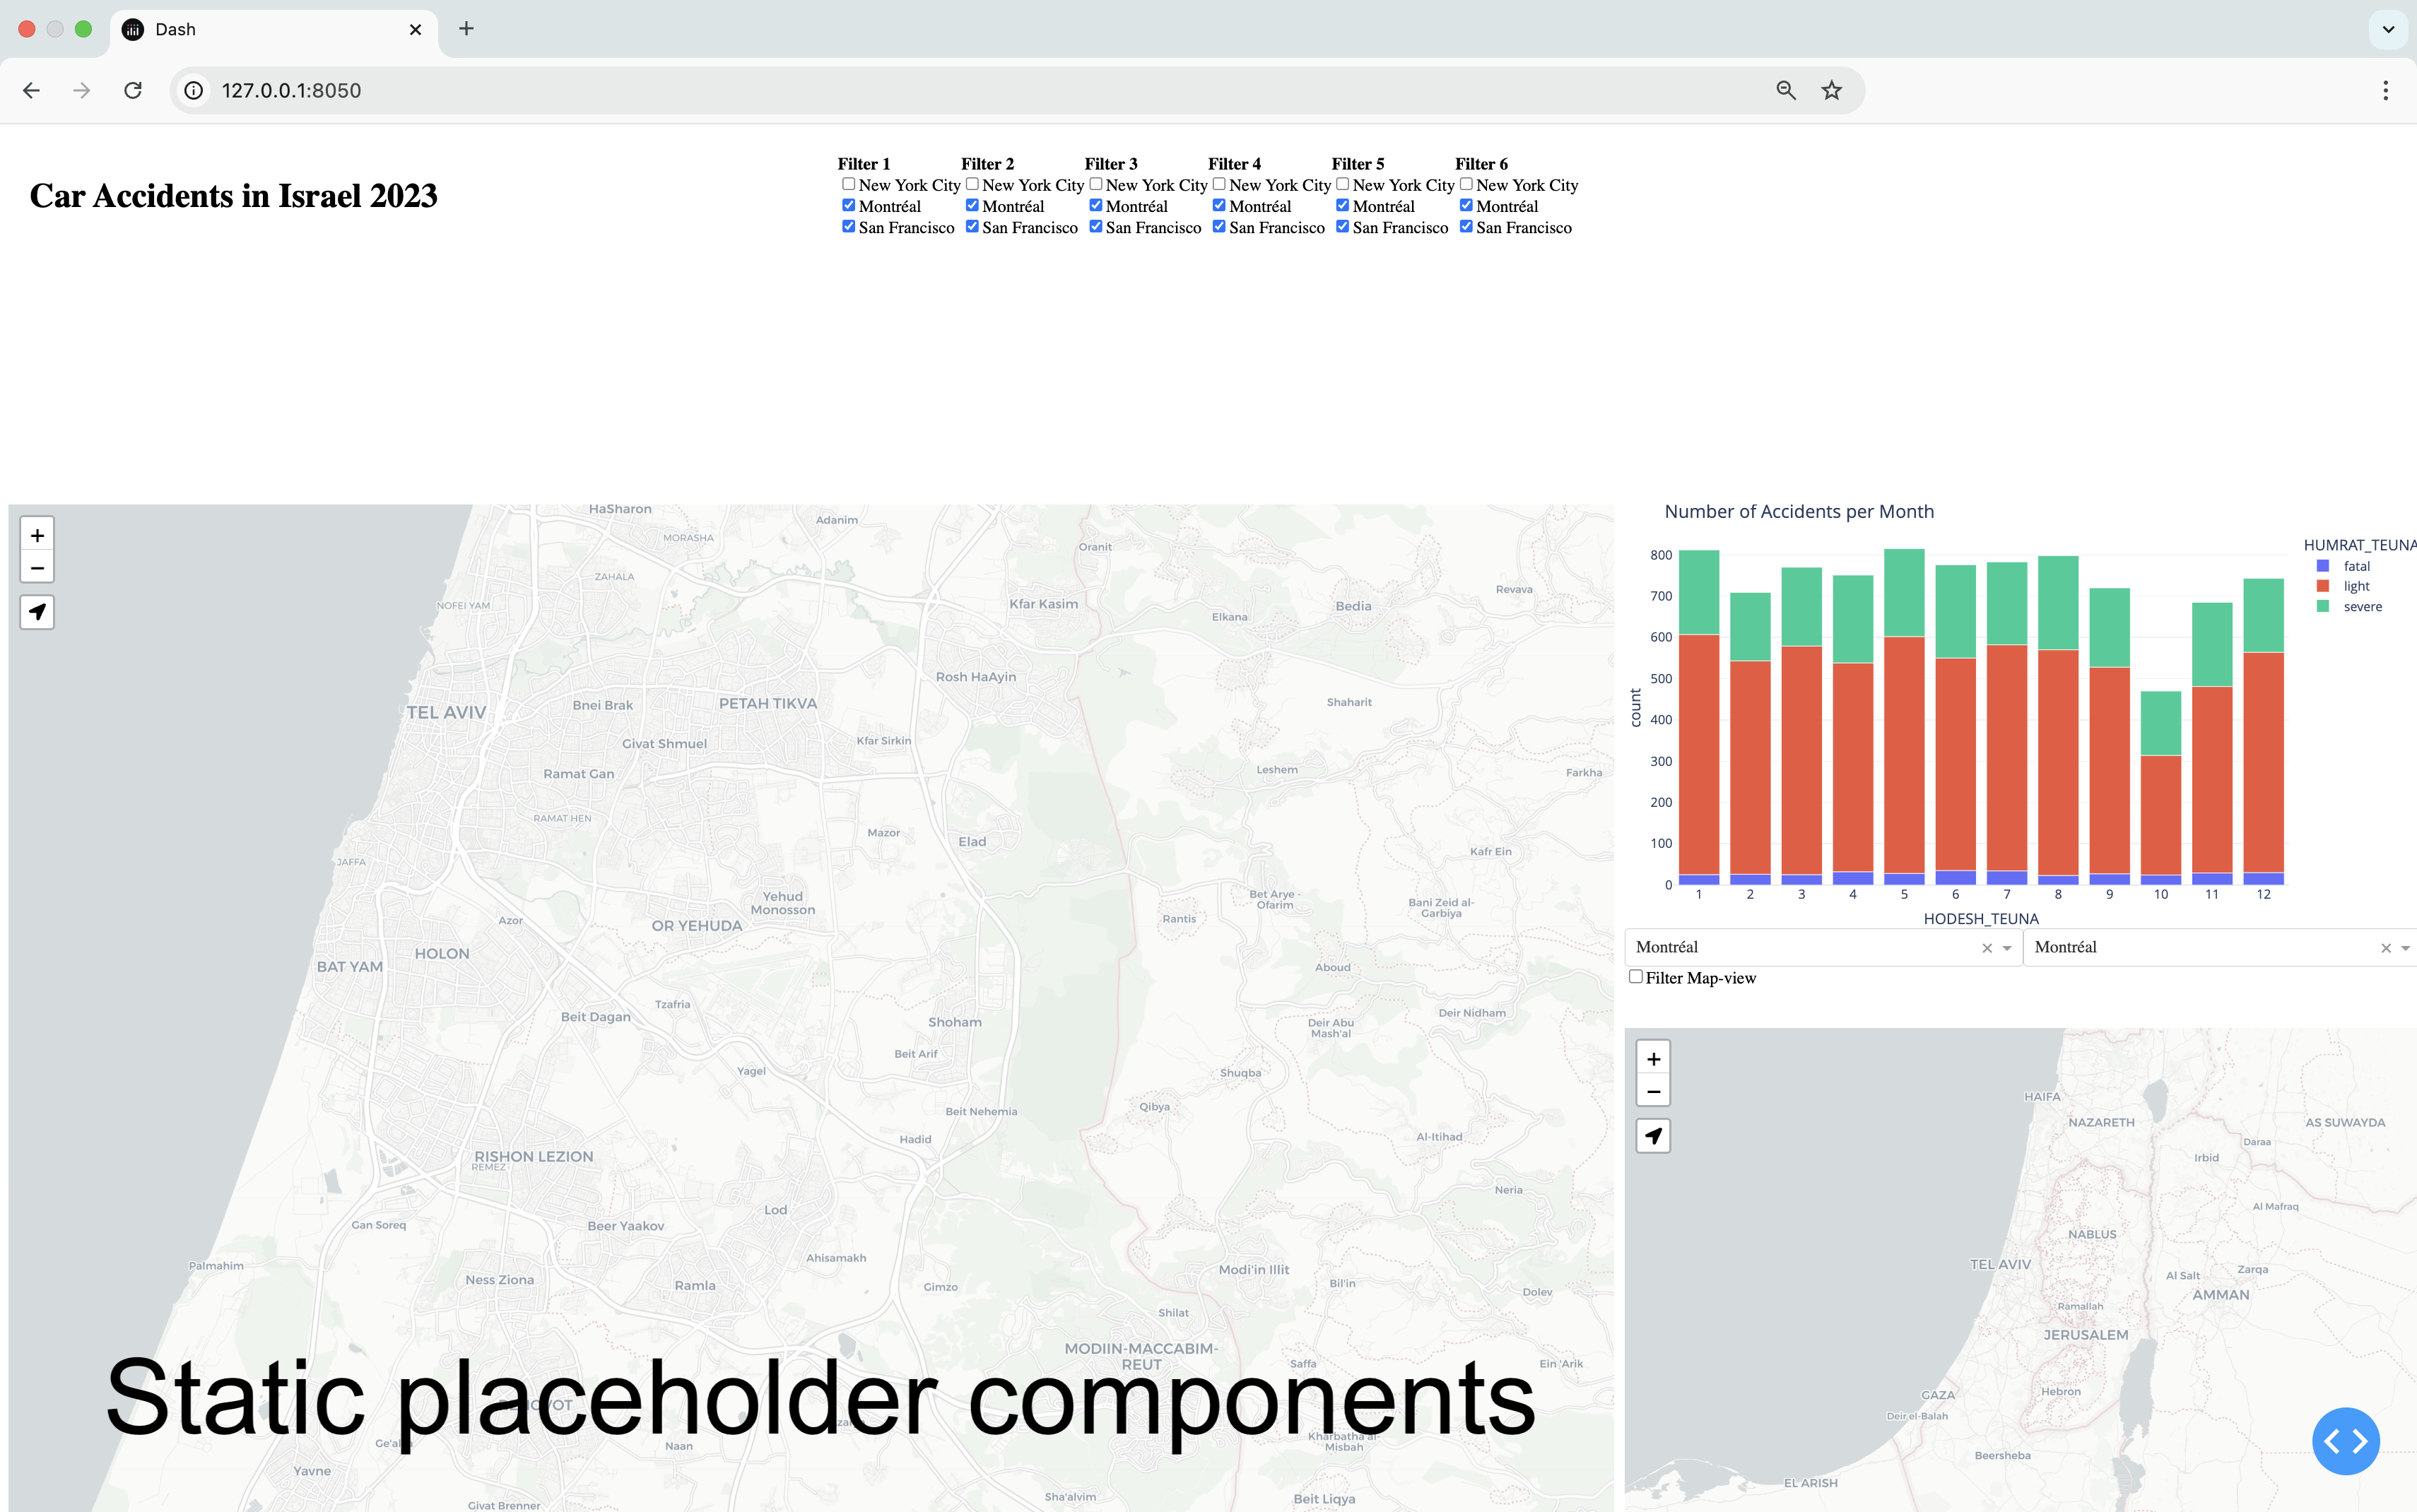 Dash
127.0.0.1:8050
Car Accidents in Israel 2023
Filter 1
New York City
Montréal
San Francisco
Filter 2
New York City
Montréal
San Francisco
Filter 3
New York City
Montréal
San Francisco
Filter 4
New York City
Montréal
San Francisco
Filter 5
New York City
Montréal
San Francisco
Filter 6
New York City
Montréal
San Francisco
+
−
HaSharon
Adanim
MORASHA
Oranit
ZAHALA
NOFEI YAM
Kfar Kasim
Elkana
Bedia
Revava
Rosh HaAyin
TEL AVIV
Bnei Brak
PETAH TIKVA
Shaharit
Givat Shmuel
Kfar Sirkin
Ramat Gan
Leshem
Farkha
RAMAT HEN
Mazor
Elad
JAFFA
Kafr Ein
Yehud
Monosson
Bet Arye -
Ofarim
Bani Zeid al-
Garbiya
Azor
OR YEHUDA
Rantis
HOLON
BAT YAM
Aboud
Tzafria
Beit Dagan
Shoham
Deir Abu
Mash'al
Deir Nidham
Beit Arif
Yagel
Shuqba
Beit Nehemia
Qibya
Hadid
Al-Itihad
RISHON LEZION
REMEZ
Neria
Lod
Gan Soreq
Beer Yaakov
Ahisamakh
Palmahim
Modi'in Illit
Ness Ziona
Ramla
Gimzo
Bil'in
Dolev
Shilat
MODIIN-MACCABIM-
REUT
Saffa
Ein 'Arik
Static placeholder components
Naan
Kharbatha al-
Misbah
Yavne
Sha'alvim
Beit Liqya
Givat Brenner
Number of Accidents per Month
HUMRAT_TEUNA
fatal
light
severe
count
800
700
600
500
400
300
200
100
0
1 2 3 4 5 6 7 8 9 10 11 12
HODESH_TEUNA
Montréal
Montréal
Filter Map-view
+
−
HAIFA
NAZARETH
AS SUWAYDA
Daraa
Irbid
Al Mafraq
NABLUS
TEL AVIV
Al Salt
Zarqa
AMMAN
Ramallah
JERUSALEM
GAZA
Hebron
Deir el-Balah
Beersheba
EL ARISH